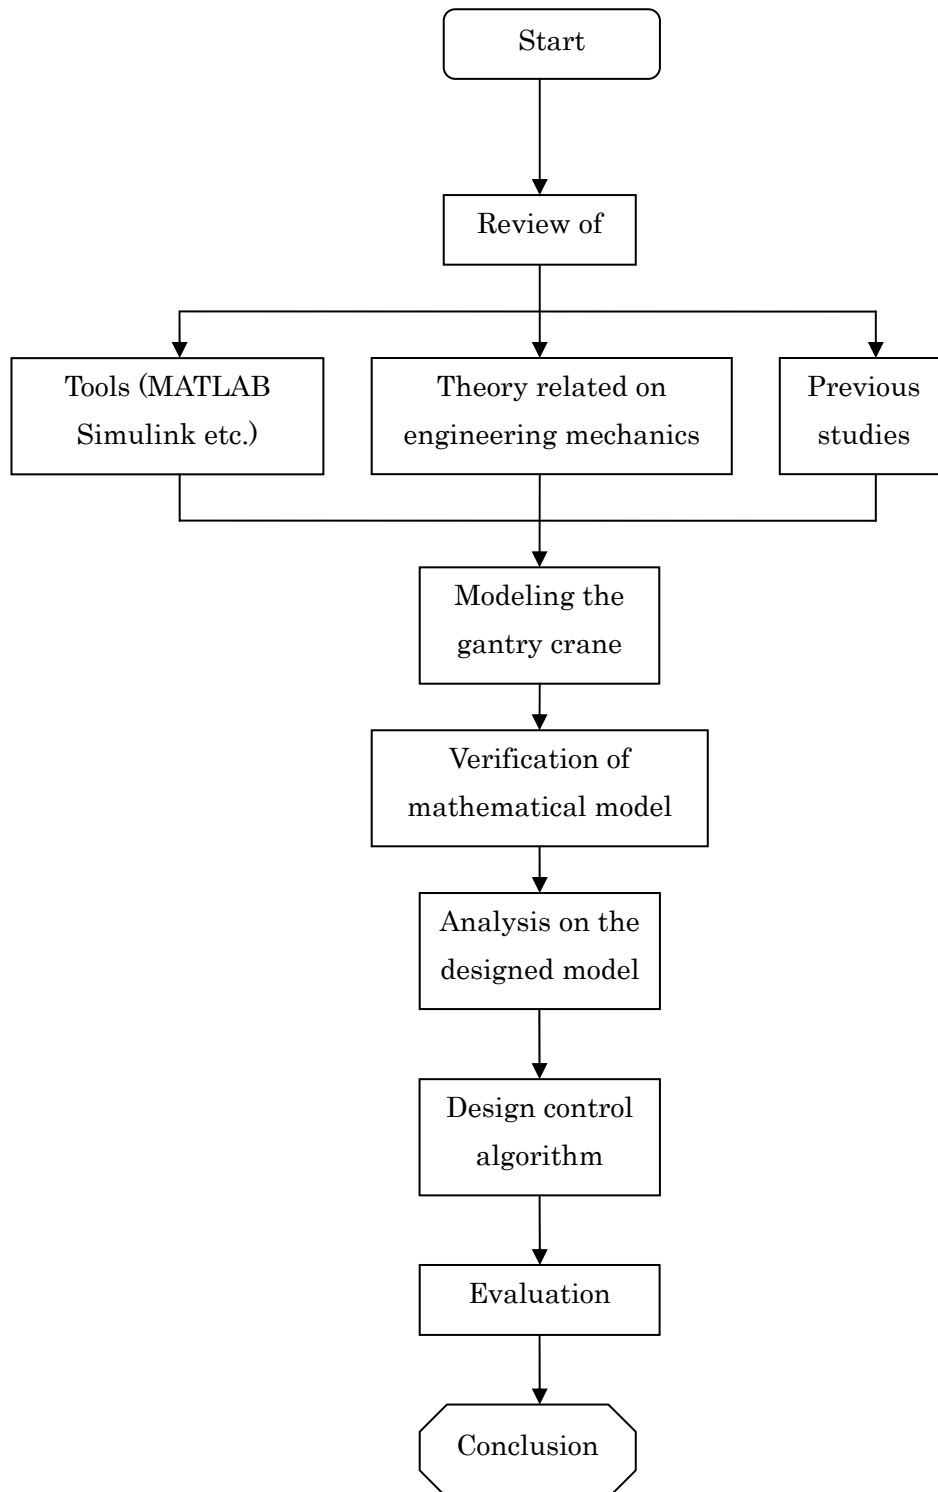 Start
Review of
Tools (MATLAB
Simulink etc.)
Theory related on
engineering mechanics
Previous
studies
Modeling the
gantry crane
Verification of
mathematical model
Analysis on the
designed model
Design control
algorithm
Evaluation
Conclusion